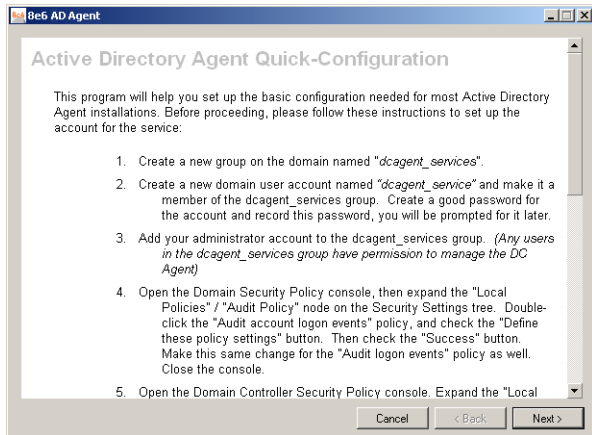 8e6 AD Agent
Active Directory Agent Quick-Configuration
This program will help you set up the basic configuration needed for most Active Directory
Agent installations. Before proceeding, please follow these instructions to set up the
account for the service:
1. Create a new group on the domain named "dcagent_services".
2. Create a new domain user account named "dcagent_service" and make it a
member of the dcagent_services group. Create a good password for
the account and record this password, you will be prompted for it later.
3. Add your administrator account to the dcagent_services group. (Any users
in the dcagent_services group have permission to manage the DC
Agent)
4. Open the Domain Security Policy console, then expand the "Local
Policies" / "Audit Policy" node on the Security Settings tree. Double-
click the "Audit account logon events" policy, and check the "Define
these policy settings" button. Then check the "Success" button.
Make this same change for the "Audit logon events" policy as well.
Close the console.
5. Open the Domain Controller Security Policy console. Expand the "Local
Cancel
< Back
Next >